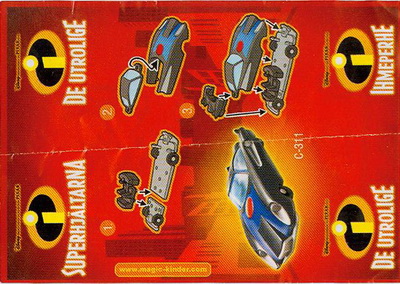 DE UTROLIGE
IHMEPERHE
SUPERHJÄLTARNA
DE UTROLIGE
1
2
3
C-311
www.magic-kinder.com